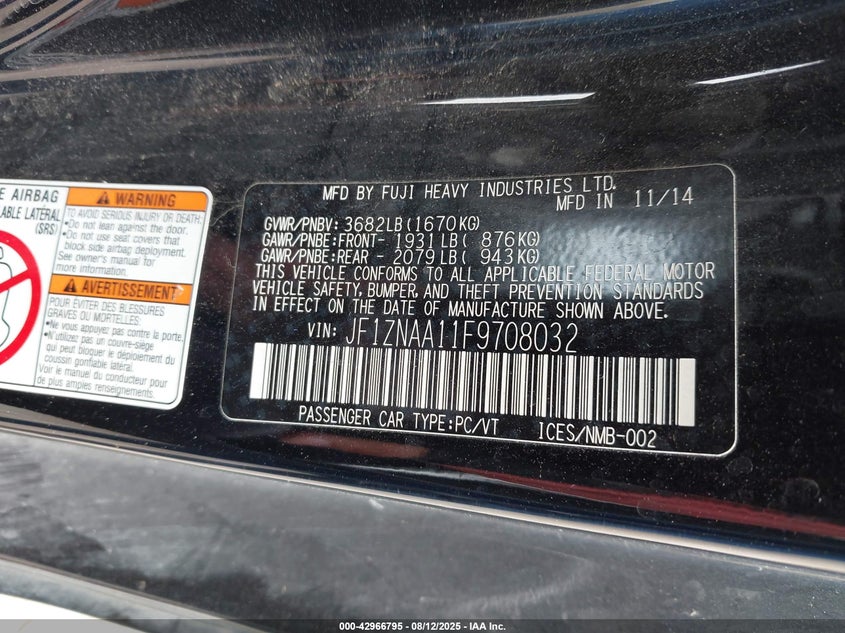 E AIRBAG
LABLE LATÉRAL
(SRS)
WARNING
TO AVOID SERIOUS INJURY OR DEATH:
•Do not lean against the door.
•Do not use seat covers that
block side airbag deployment.
See owner's manual for
more information.
AVERTISSEMENT
POUR ÉVITER DES BLESSURES
GRAVES OU MORTELLES:
•Ne vous appuyez pas contre la porte.
•N'utilisez pas un couvre-siège
qui peut bloquer le déploiement du
coussin gonflable latéral.
Voir le manuel du conducteur pour
de plus amples renseignements.
MFD BY FUJI HEAVY INDUSTRIES LTD.
MFD IN 11/14
GVWR/PNBV: 3682LB(1670KG)
GAWR/PNBE:FRONT- 1931LB( 876KG)
GAWR/PNBE:REAR - 2079LB( 943KG)
THIS VEHICLE CONFORMS TO ALL APPLICABLE FEDERAL MOTOR
VEHICLE SAFETY, BUMPER, AND THEFT PREVENTION STANDARDS
IN EFFECT ON THE DATE OF MANUFACTURE SHOWN ABOVE.
VIN: JF1ZNAA11F9708032
PASSENGER CAR TYPE:PC/VT ICES/NMB-002
000-42966795 - 08/12/2025 - IAA Inc.